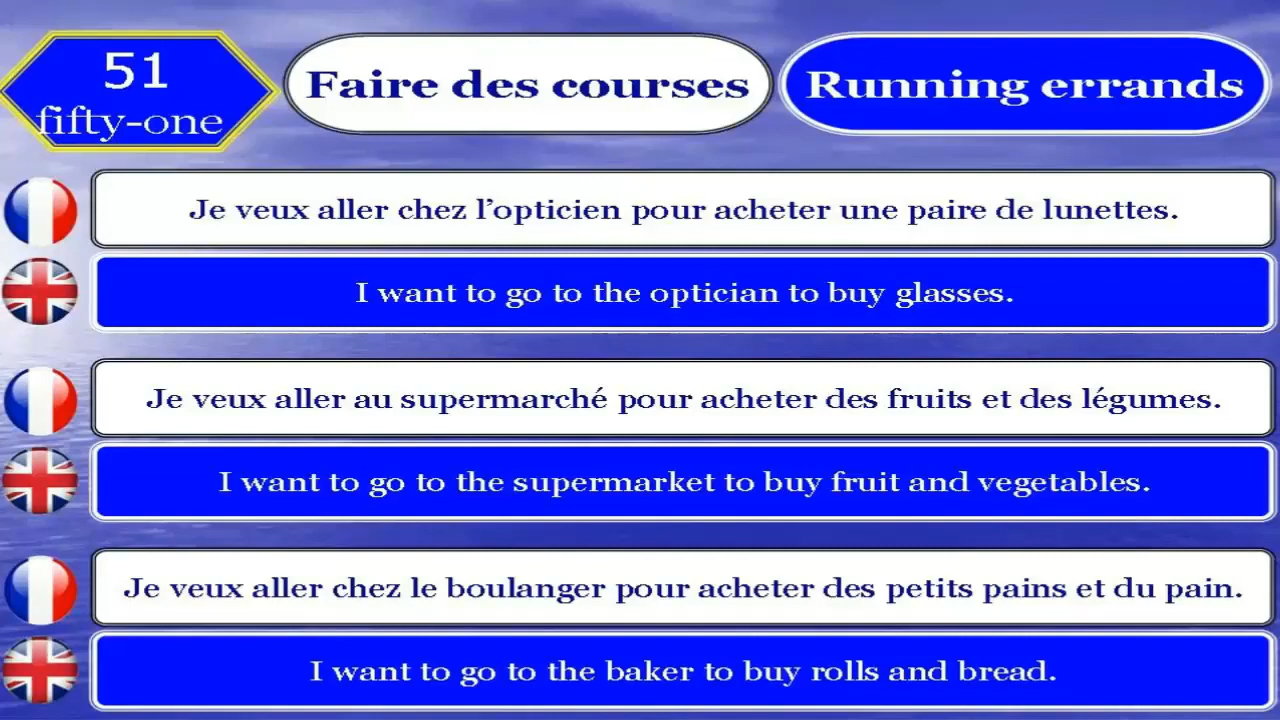 51
fifty-one
Faire des courses
Running errands
Je veux aller chez l’opticien pour acheter une paire de lunettes.
I want to go to the optician to buy glasses.
Je veux aller au supermarché pour acheter des fruits et des légumes.
I want to go to the supermarket to buy fruit and vegetables.
Je veux aller chez le boulanger pour acheter des petits pains et du pain.
I want to go to the baker to buy rolls and bread.